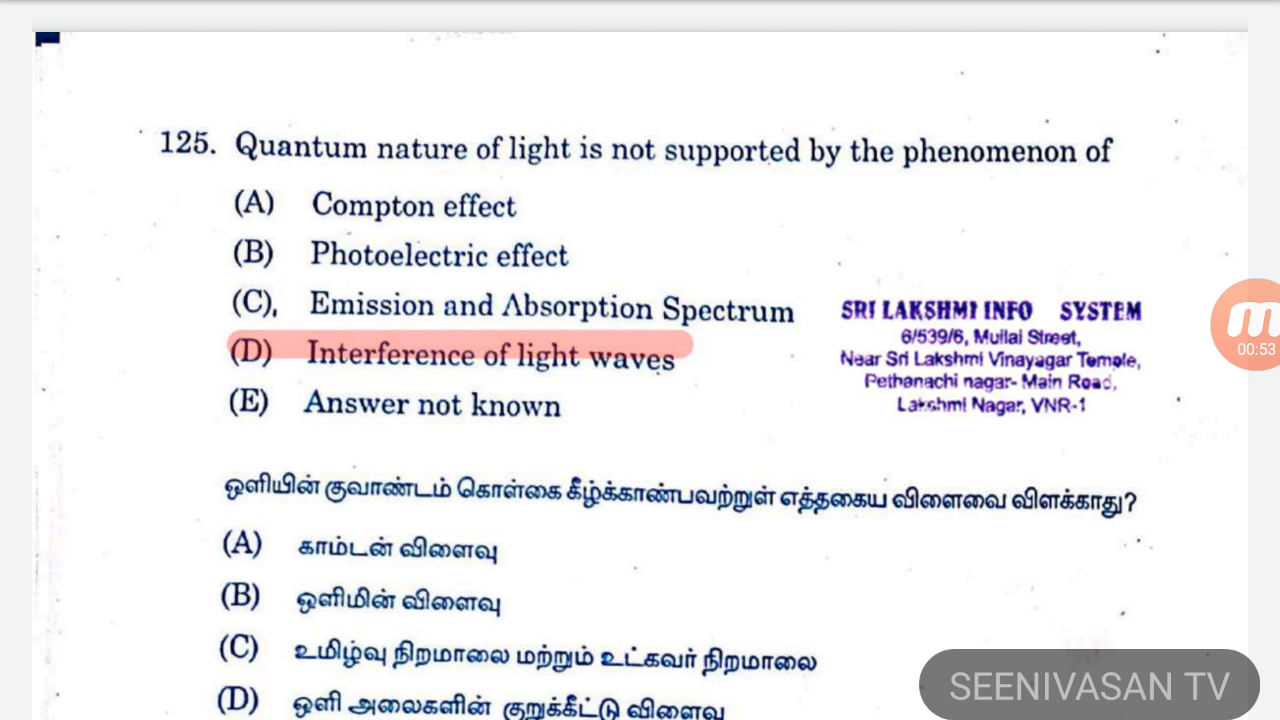 125. Quantum nature of light is not supported by the phenomenon of
(A) Compton effect
(B) Photoelectric effect
(C) Emission and Absorption Spectrum
(D) Interference of light waves
(E) Answer not known
SRI LAKSHMI INFO SYSTEM
6/539/6, Mullai Street,
Near Sri Lakshmi Vinayagar Temple,
Pethanachi nagar- Main Road,
Lakshmi Nagar, VNR-1
00:53
ஒளியின் குவாண்டம் கொள்கை கீழ்க்காண்பவற்றுள் எத்தகைய விளைவை விளக்காது?
(A) காம்டன் விளைவு
(B) ஒளிமின் விளைவு
(C) உமிழ்வு நிறமாலை மற்றும் உட்கவர் நிறமாலை
(D) ஒளி அலைகளின் குறுக்கீட்டு விளைவு
SEENIVASAN TV